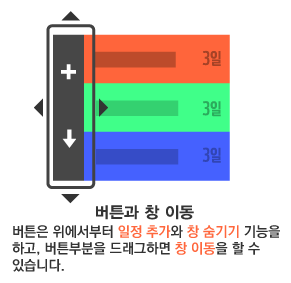 3일
3일
3일
버튼과 창 이동
버튼은 위에서부터 일정 추가와 창 숨기기 기능을
하고, 버튼부분을 드래그하면 창 이동을 할 수
있습니다.